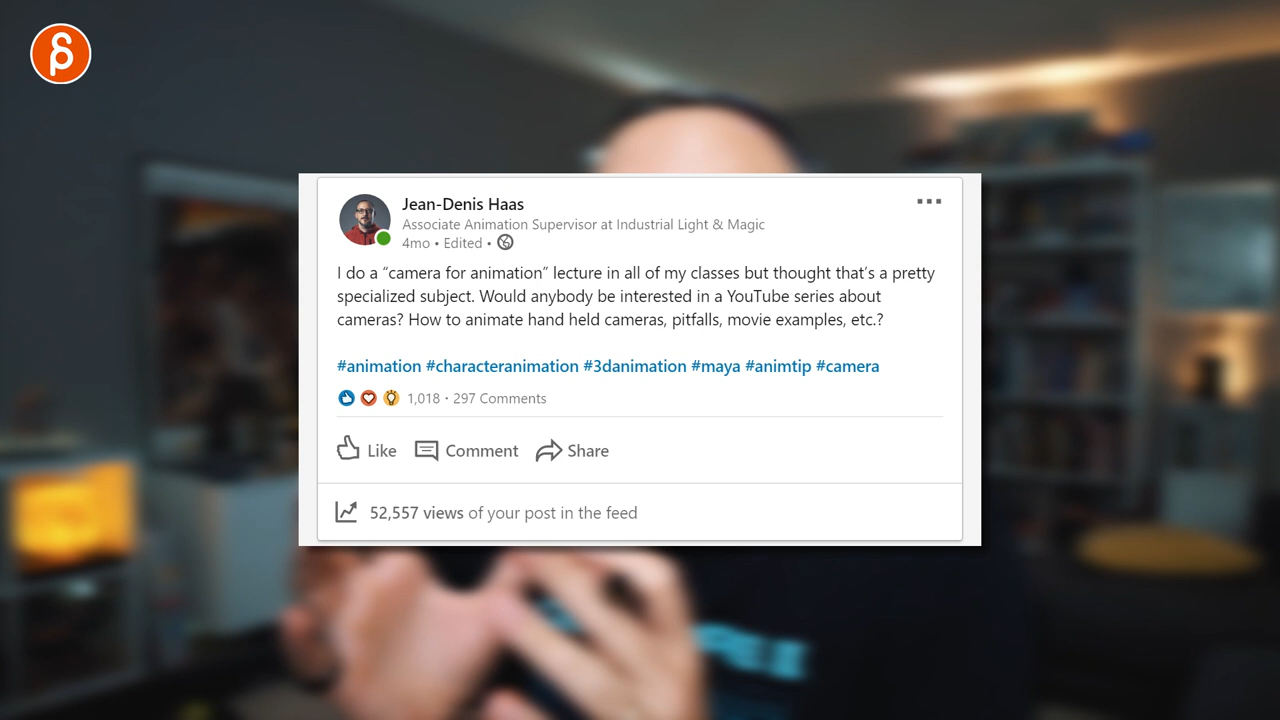 Jean-Denis Haas
Associate Animation Supervisor at Industrial Light & Magic
4mo • Edited •
I do a “camera for animation” lecture in all of my classes but thought that’s a pretty
specialized subject. Would anybody be interested in a YouTube series about
cameras? How to animate hand held cameras, pitfalls, movie examples, etc.?
#animation #characteranimation #3danimation #maya #animtip #camera
1,018 · 297 Comments
Like Comment Share
52,557 views of your post in the feed